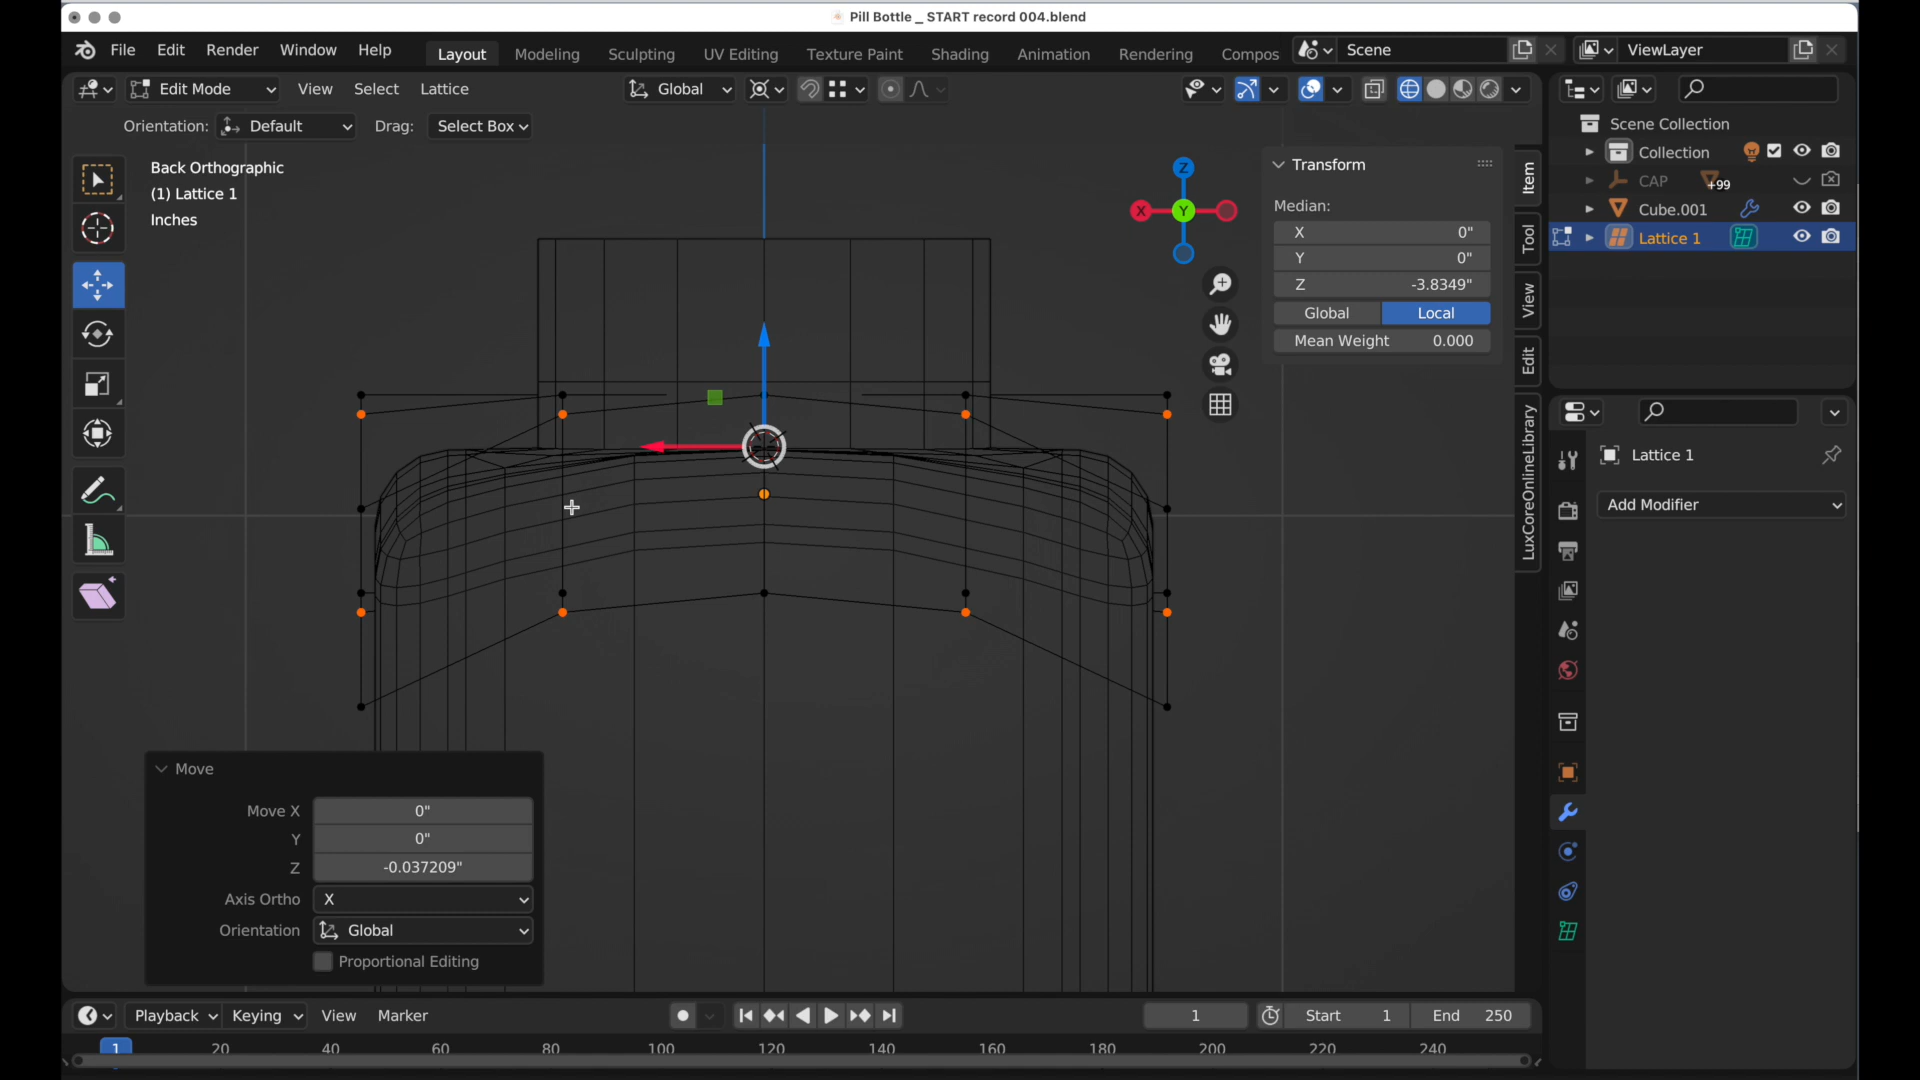 Pill Bottle _ START record 004.blend
File Edit Render Window Help Layout Modeling Sculpting UV Editing Texture Paint Shading Animation Rendering Compos Scene ViewLayer
Edit Mode View Select Lattice Global
Orientation: Default Drag: Select Box
Back Orthographic
(1) Lattice 1
Inches
Z
X
Y
Transform
Median:
X 0"
Y 0"
Z -3.8349"
Global Local
Mean Weight 0.000
Item
Tool
View
Edit
LuxCoreOnlineLibrary
Scene Collection
Collection
CAP +99
Cube.001
Lattice 1
Lattice 1
Add Modifier
Move
Move X 0"
Y 0"
Z -0.037209"
Axis Ortho X
Orientation Global
Proportional Editing
Playback Keying View Marker 1 Start 1 End 250
1 20 40 60 80 100 120 140 160 180 200 220 240